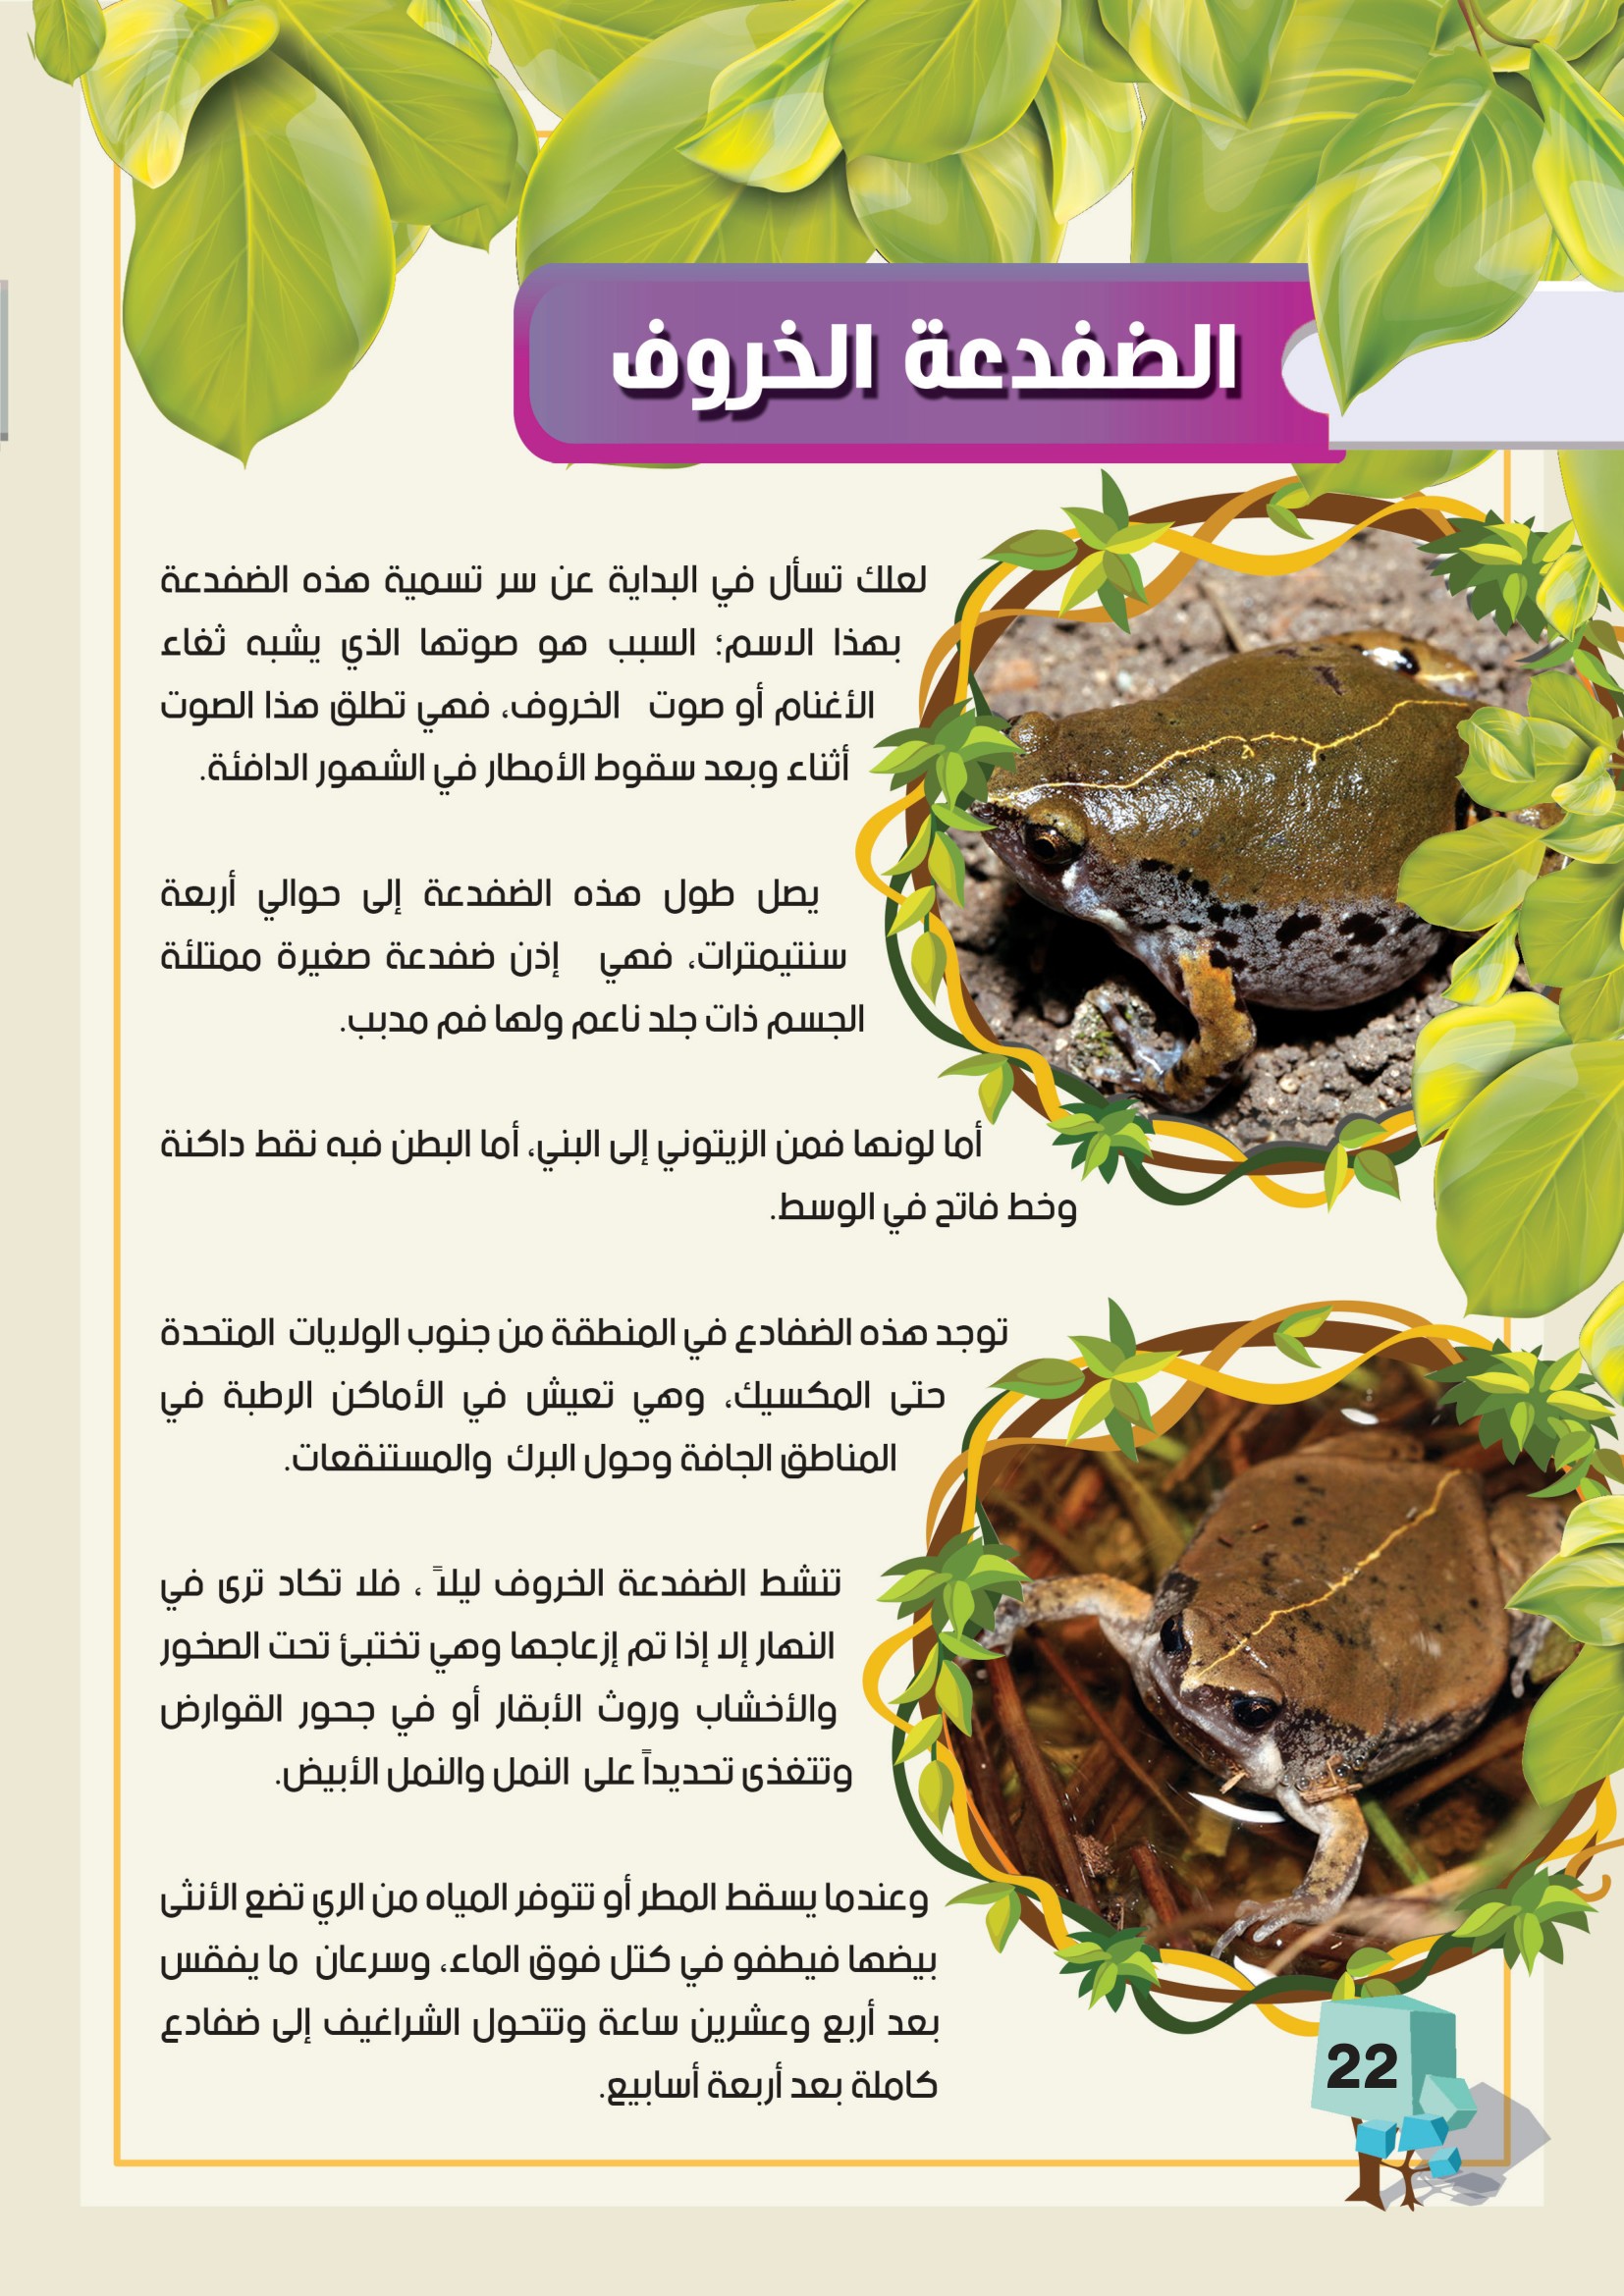 الضفدعة الخروف
لعلك تسأل في البداية عن سر تسمية هذه الضفدعة
بهذا الاسم؛ السبب هو صوتها الذي يشبه ثغاء
الأغنام أو صوت الخروف، فهي تطلق هذا الصوت
أثناء وبعد سقوط الأمطار في الشهور الدافئة.
يصل طول هذه الضفدعة إلى حوالي أربعة
سنتيمترات، فهي إذن ضفدعة صغيرة ممتلئة
الجسم ذات جلد ناعم ولها فم مدبب.
أما لونها فمن الزيتوني إلى البني، أما البطن فبه نقط داكنة
وخط فاتح في الوسط.
توجد هذه الضفادع في المنطقة من جنوب الولايات المتحدة
حتى المكسيك، وهي تعيش في الأماكن الرطبة في
المناطق الجافة وحول البرك والمستنقعات.
تنشط الضفدعة الخروف ليلاً ، فلا تكاد ترى في
النهار إلا إذا تم إزعاجها وهي تختبئ تحت الصخور
والأخشاب وروث الأبقار أو في جحور القوارض
وتتغذى تحديداً على النمل والنمل الأبيض.
وعندما يسقط المطر أو تتوفر المياه من الري تضع الأنثى
بيضها فيطفو في كتل فوق الماء، وسرعان ما يفقس
بعد أربع وعشرين ساعة وتتحول الشراغيف إلى ضفادع
كاملة بعد أربعة أسابيع.
22